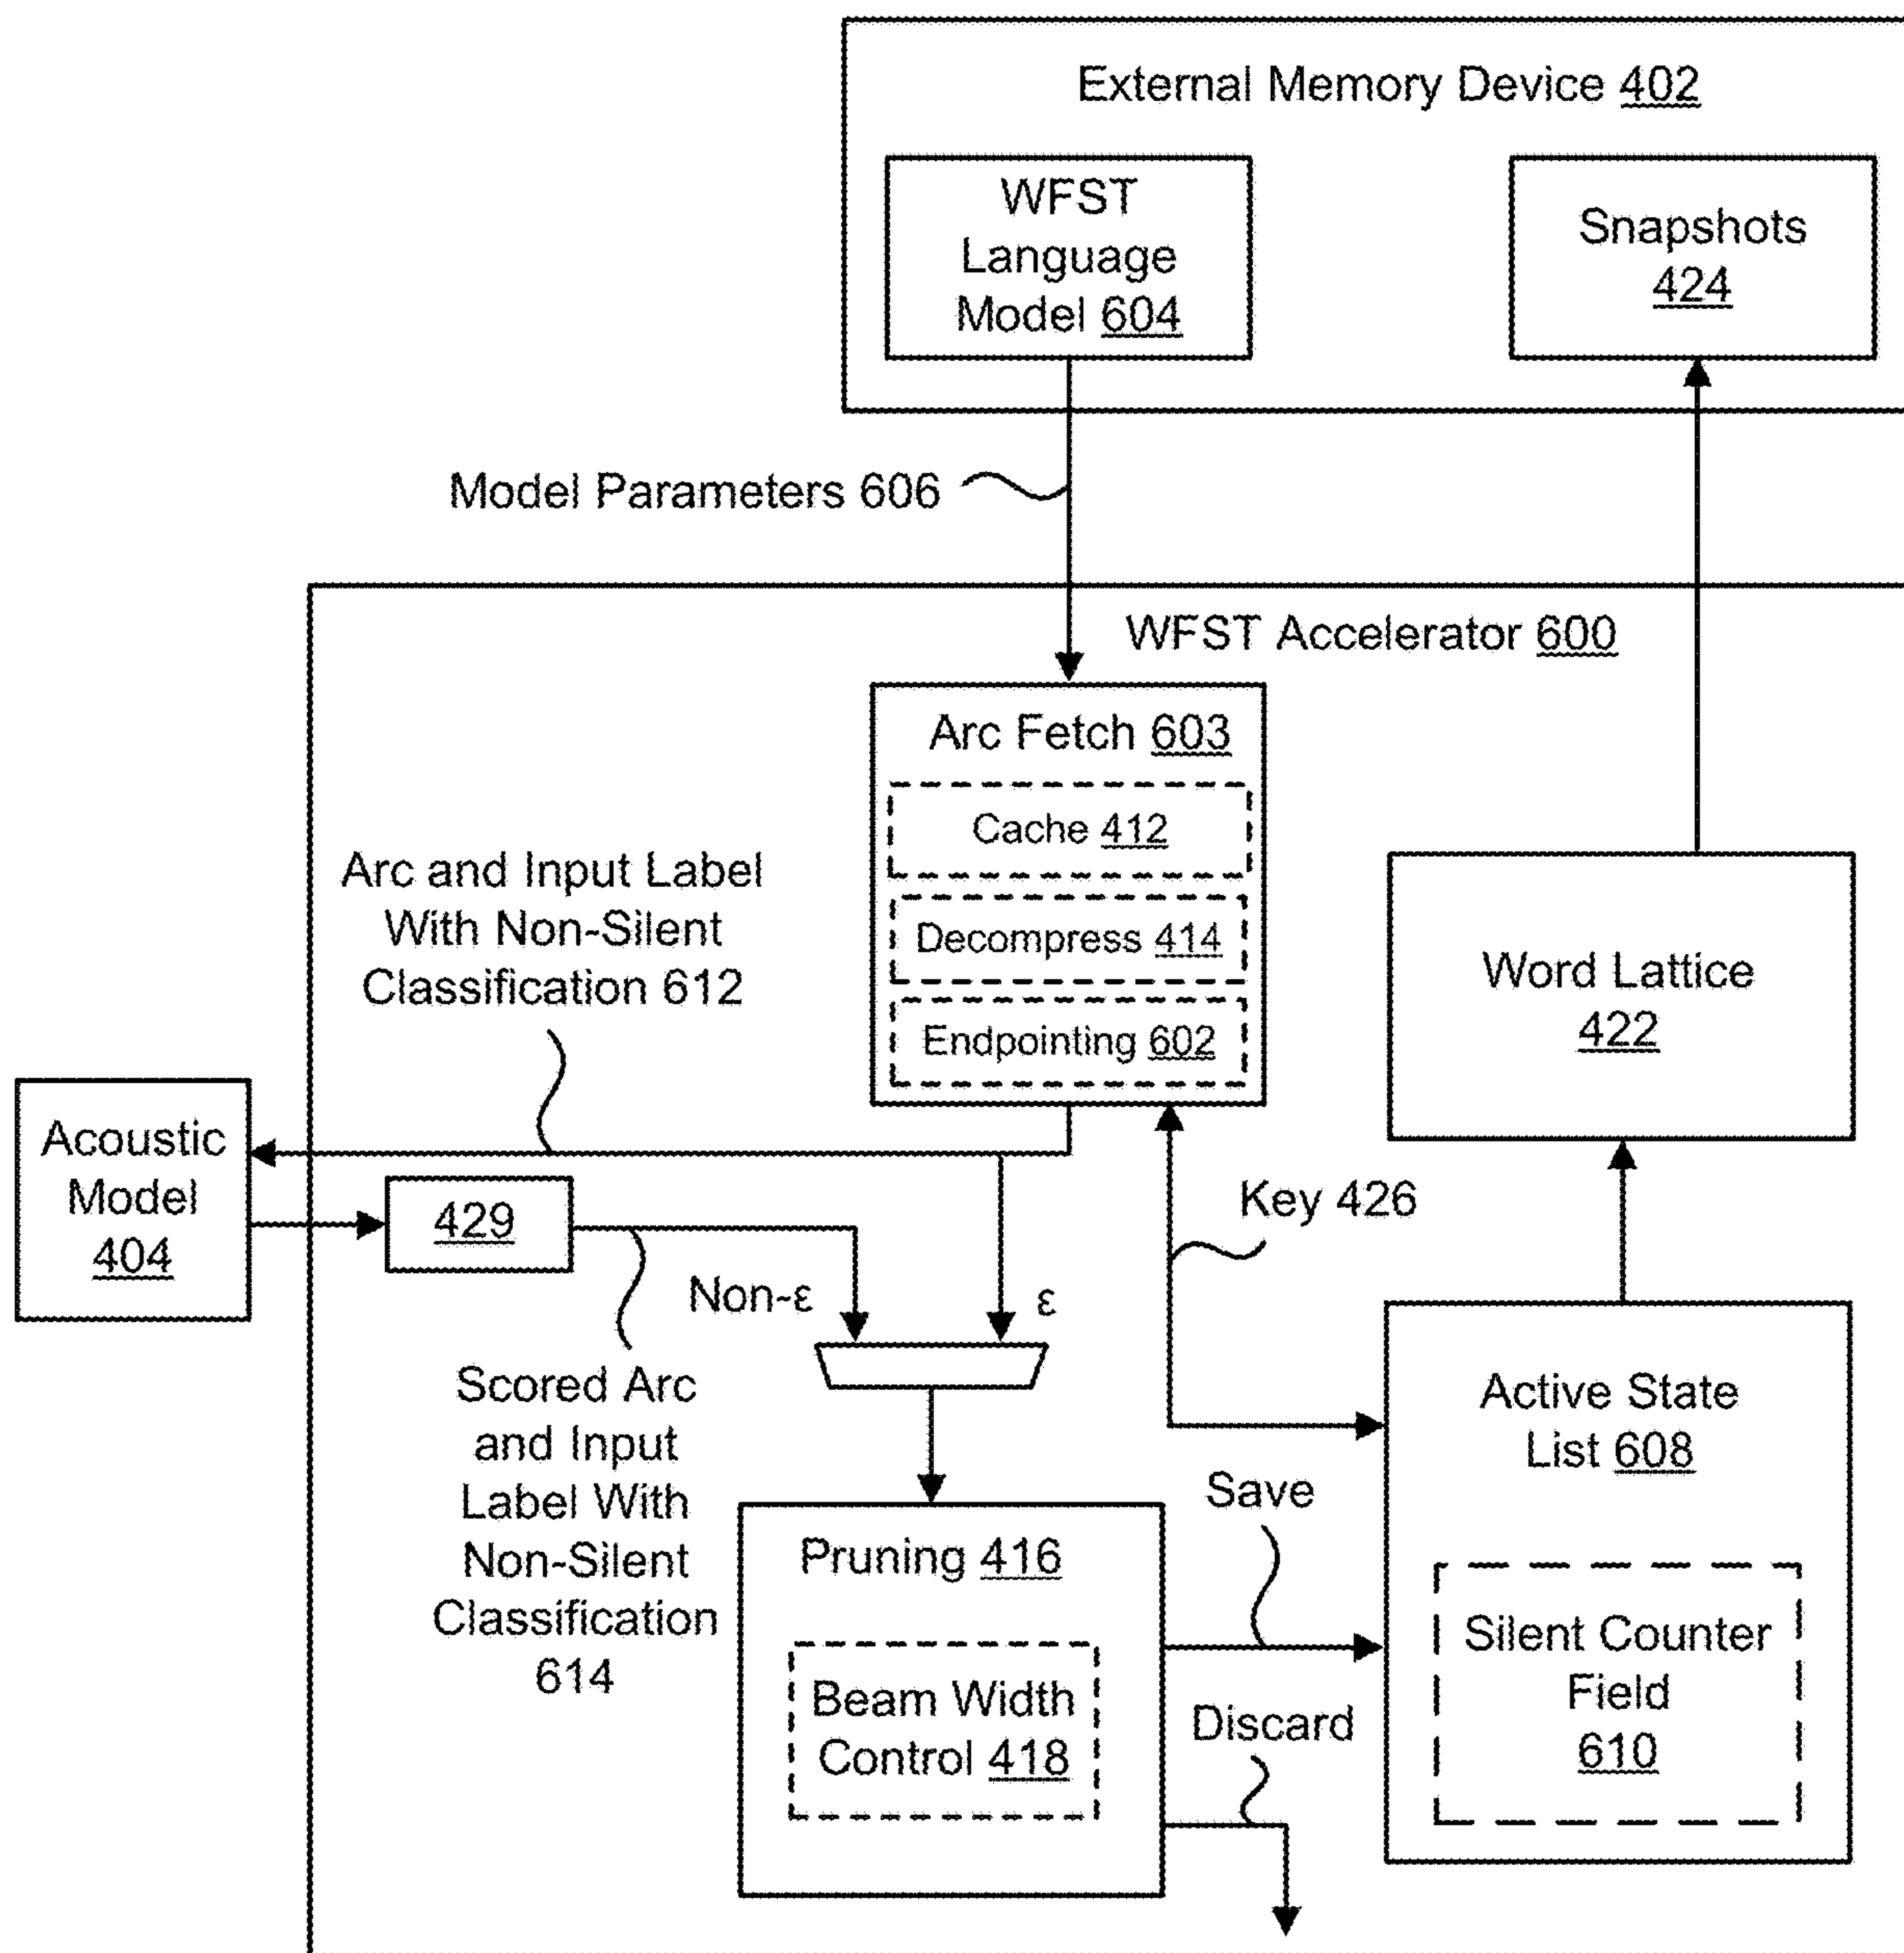 External Memory Device 402
WFST
Language
Model 604
Snapshots
424
Model Parameters 606
WFST Accelerator 600
Arc Fetch 603
Cache 412
Decompress 414
Endpointing 602
Arc and Input Label
With Non-Silent
Classification 612
Word Lattice
422
Acoustic
Model
404
429
Key 426
Non-ε
ε
Scored Arc
and Input
Label With
Non-Silent
Classification
614
Active State
List 608
Save
Pruning 416
Silent Counter
Field
610
Beam Width
Control 418
Discard